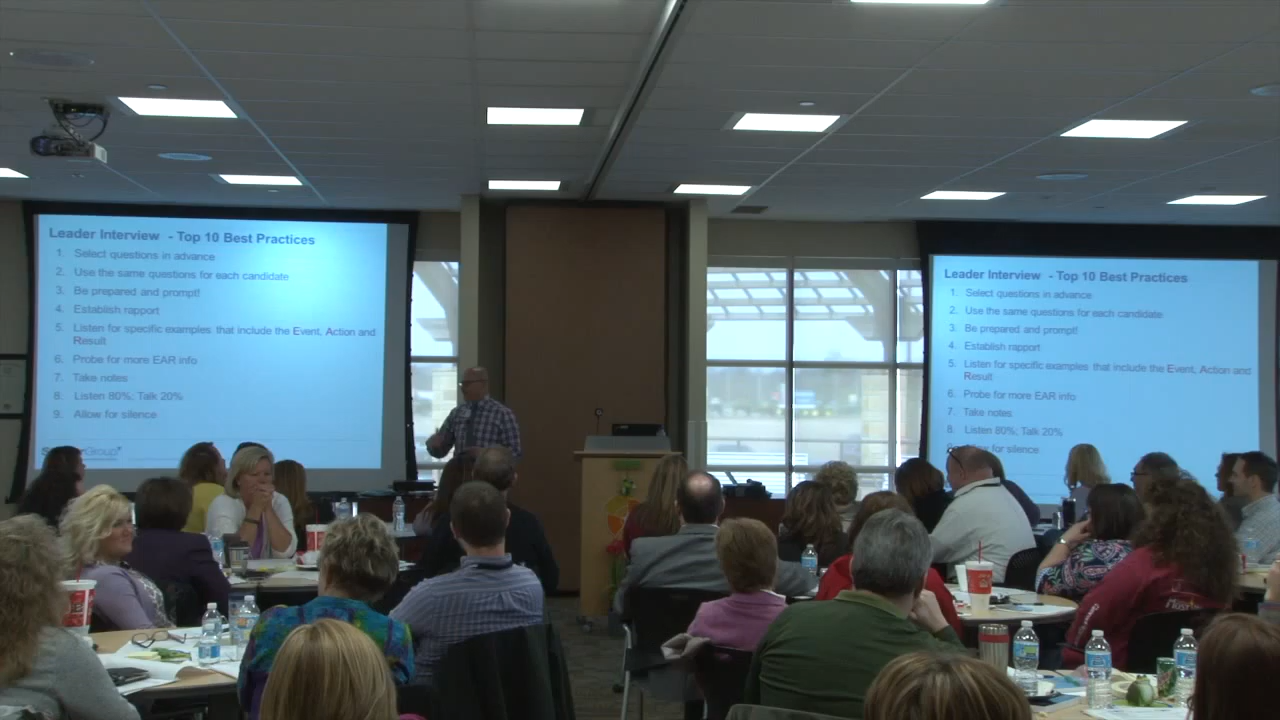 Leader Interview - Top 10 Best Practices
1. Select questions in advance
2. Use the same questions for each candidate
3. Be prepared and prompt!
4. Establish rapport
5. Listen for specific examples that include the Event, Action and
Result
6. Probe for more EAR info
7. Take notes
8. Listen 80%; Talk 20%
9. Allow for silence
Group
Leader Interview - Top 10 Best Practices
1. Select questions in advance
2. Use the same questions for each candidate
3. Be prepared and prompt!
4. Establish rapport
5. Listen for specific examples that include the Event, Action and
Result
6. Probe for more EAR info
7. Take notes
8. Listen 80%; Talk 20%
for silence